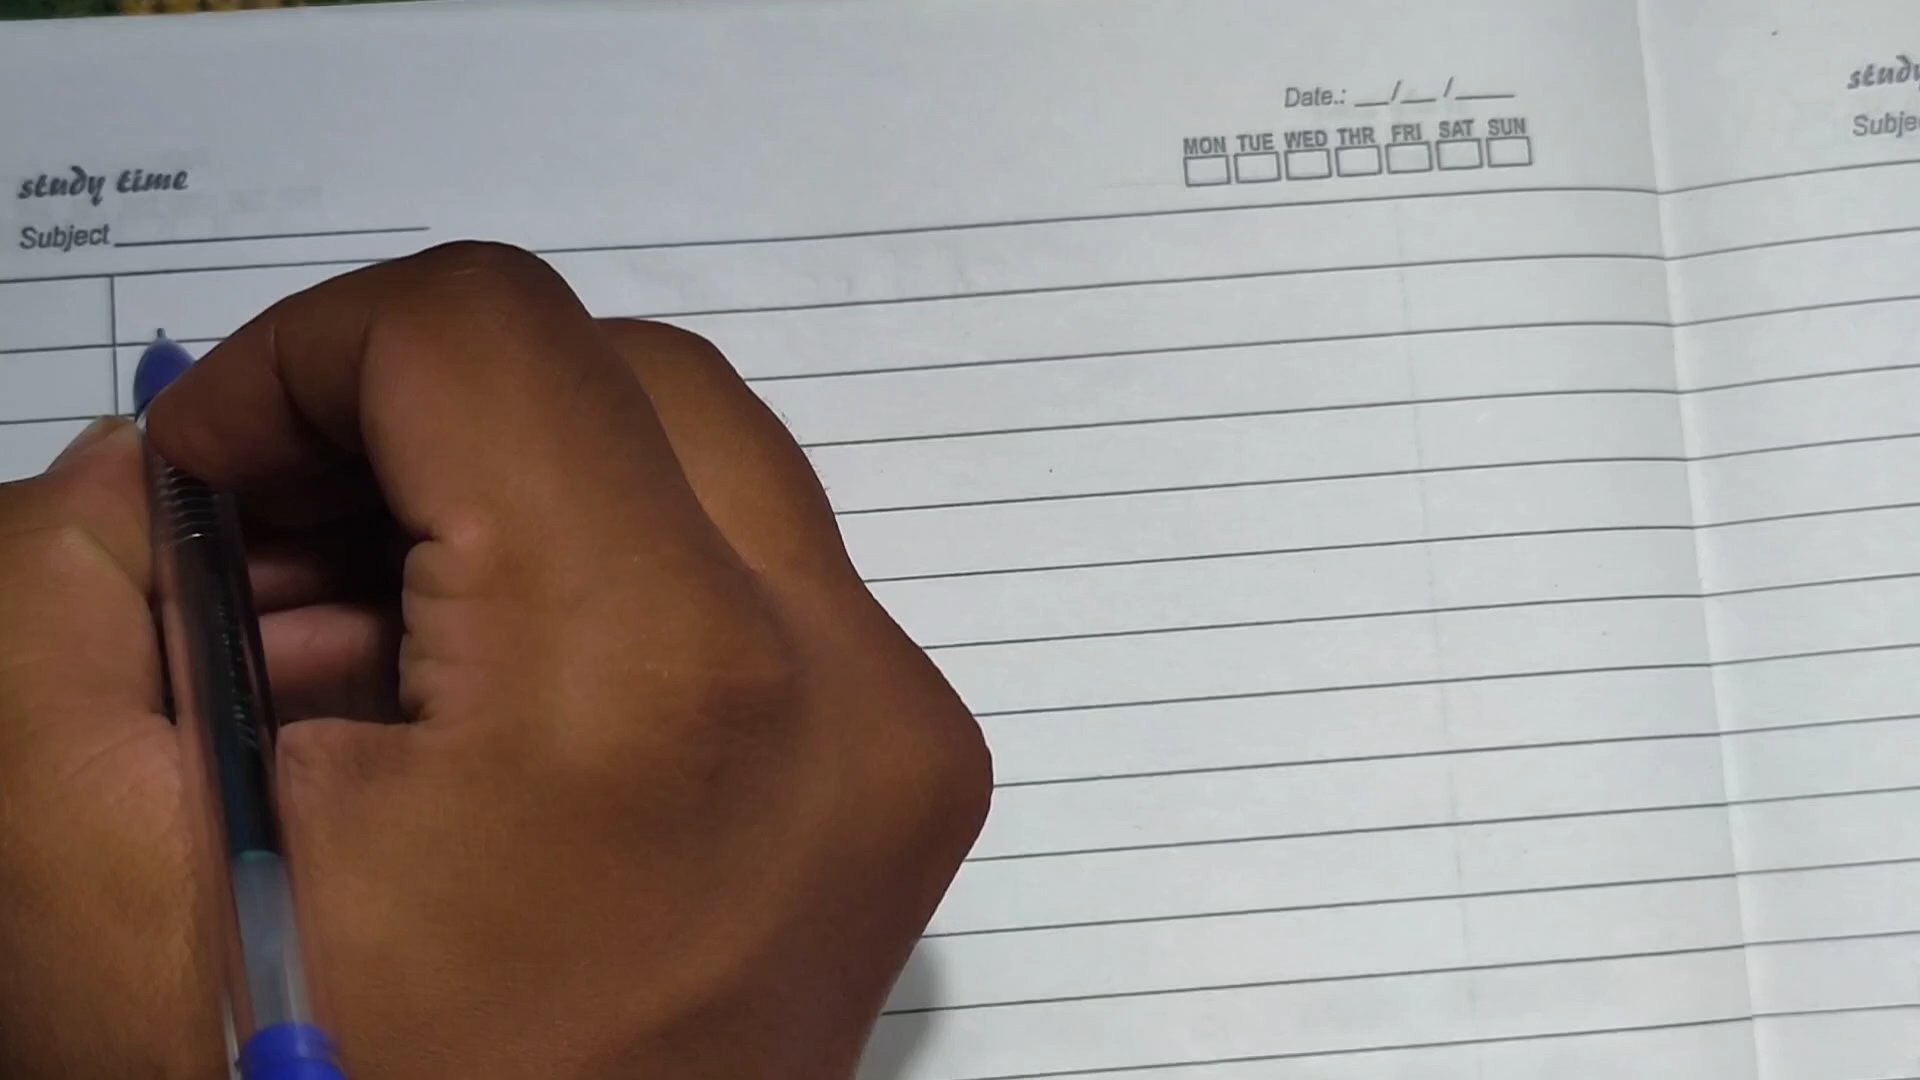 Date.: __/__/____
MON TUE WED THR FRI SAT SUN
study time
Subject
study
Subje